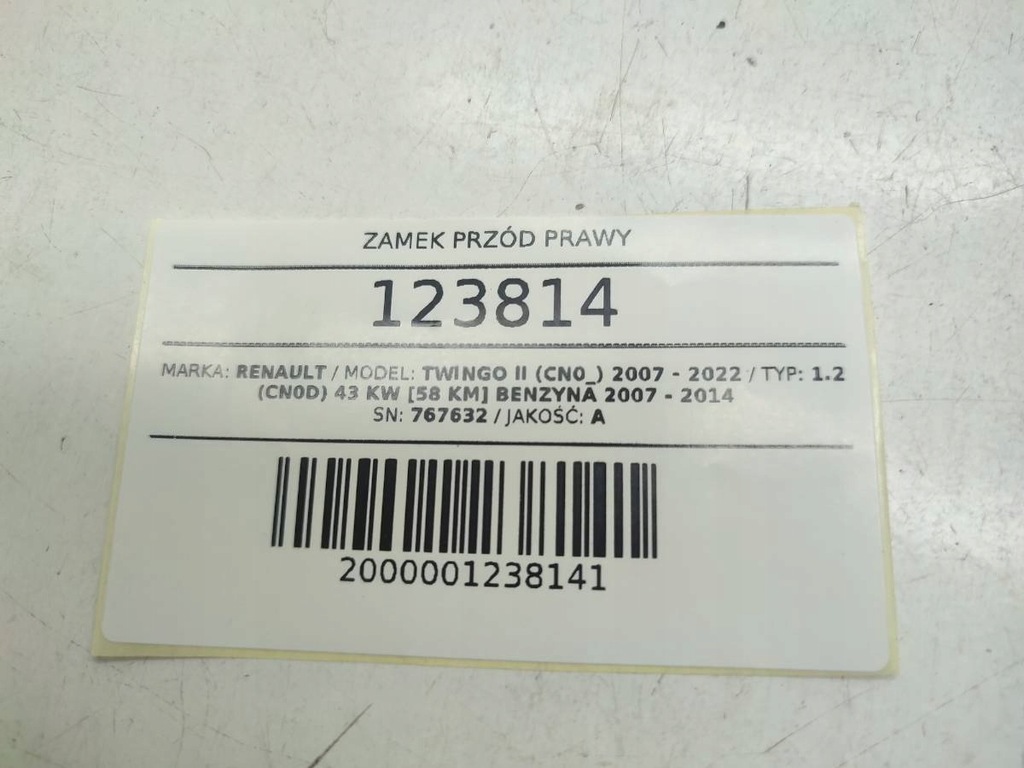 ZAMEK PRZÓD PRAWY
123814
MARKA: RENAULT / MODEL: TWINGO II (CN0_) 2007 - 2022 / TYP: 1.2
(CN0D) 43 KW [58 KM] BENZYNA 2007 - 2014
SN: 767632 / JAKOŚĆ: A
2000001238141